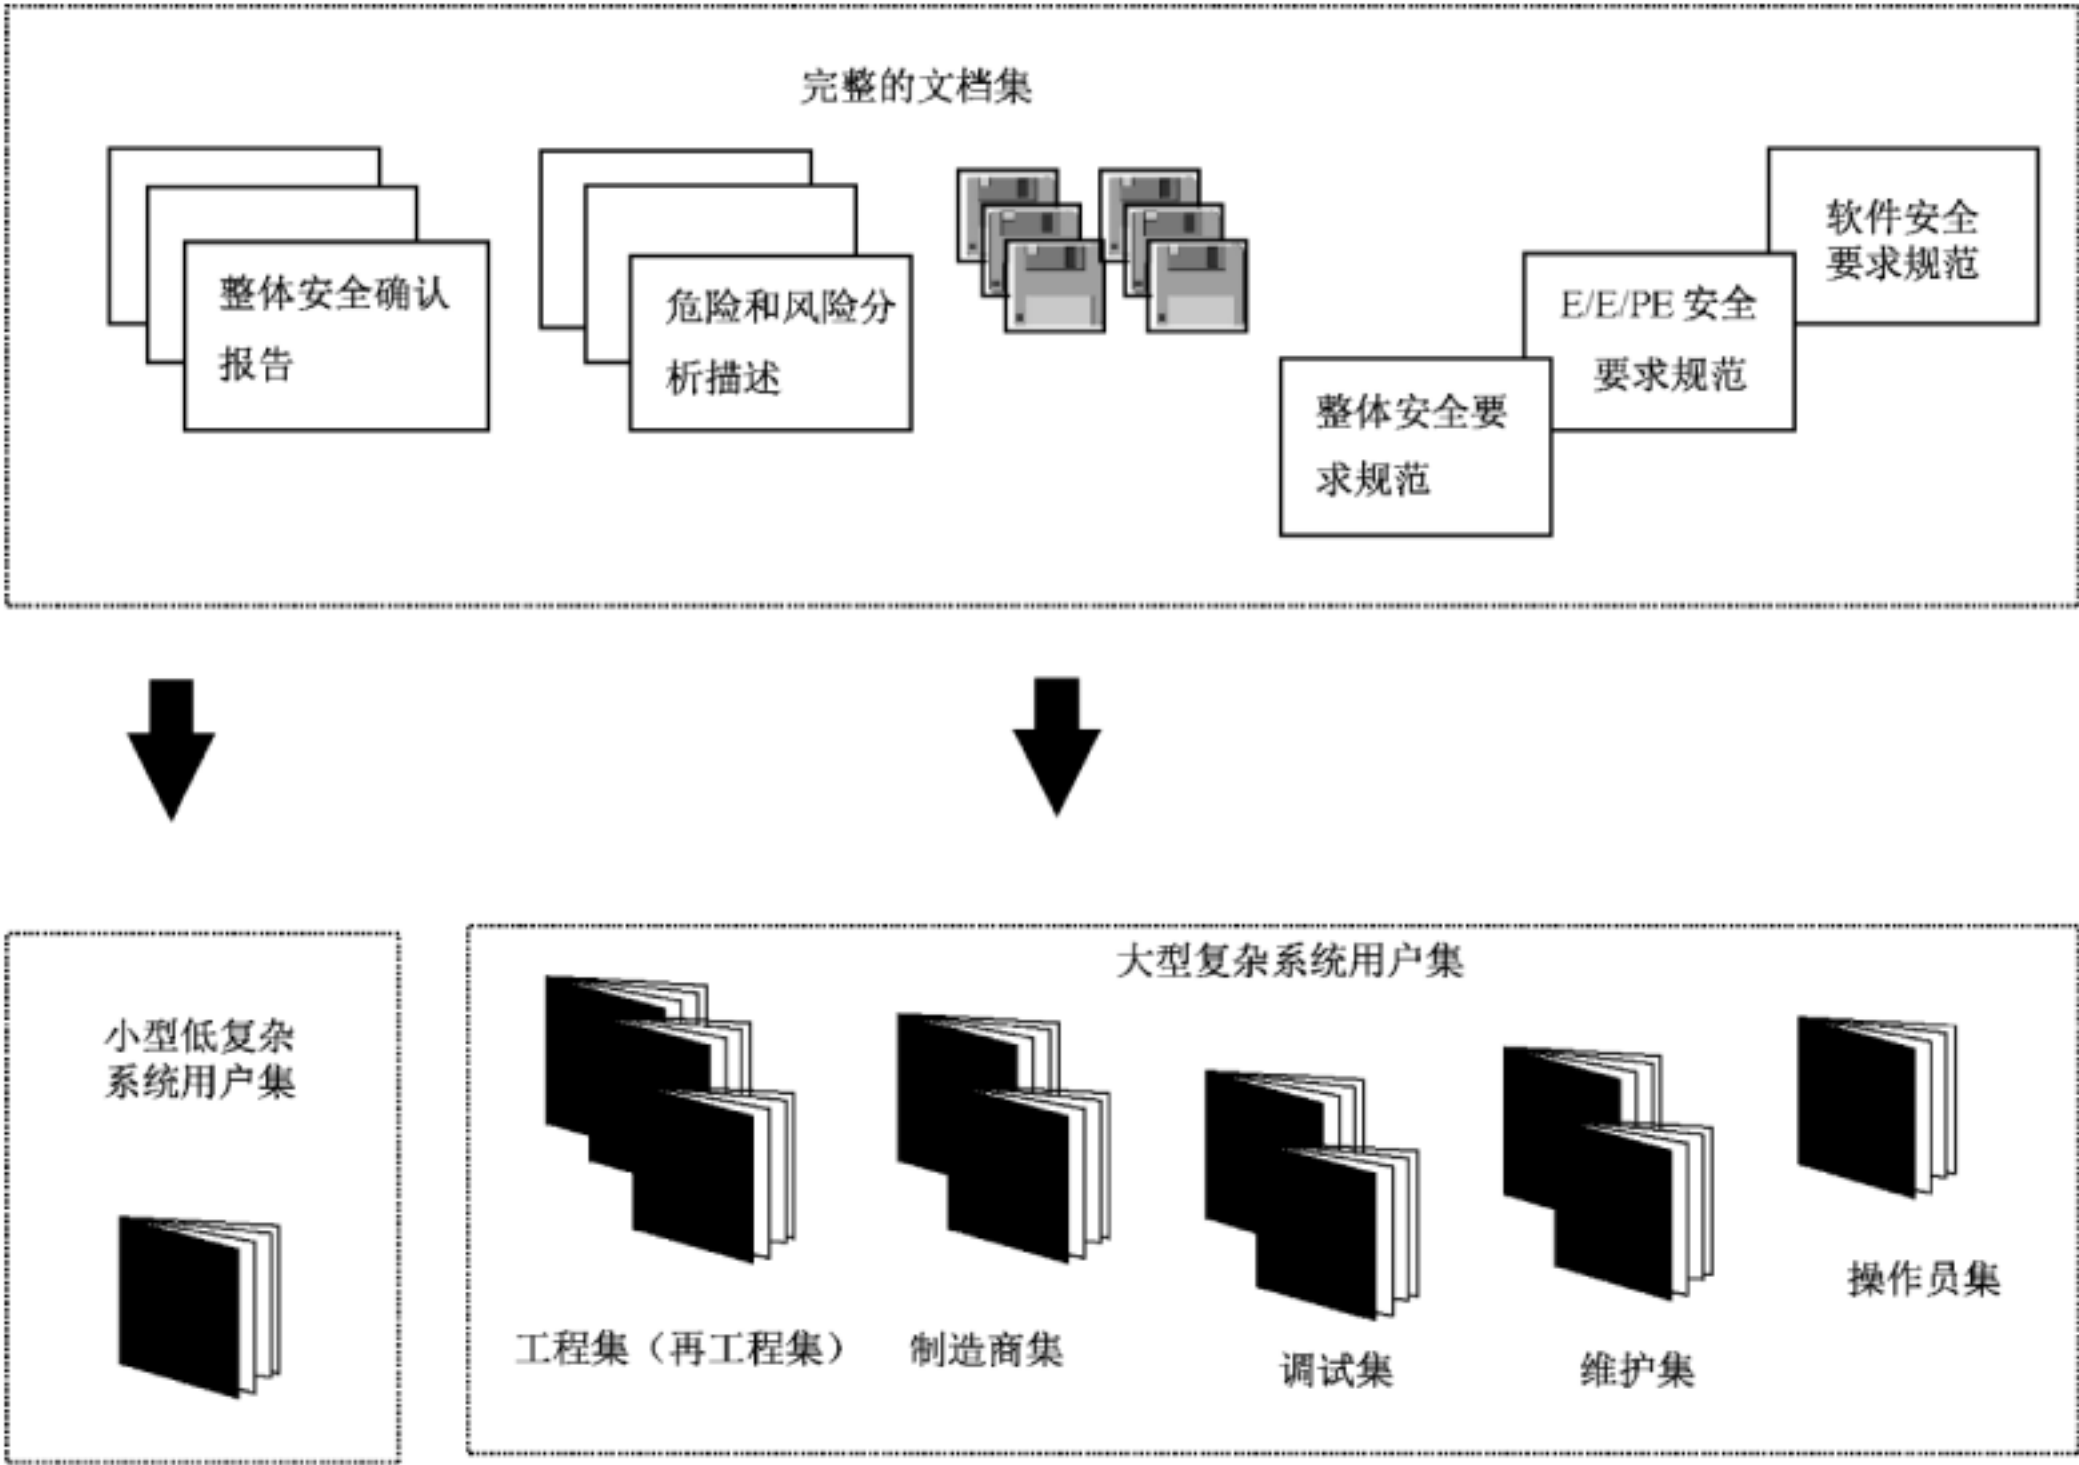 完整的文档集
整体安全确认
报告
危险和风险分
析描述
整体安全要
求规范
E/E/PE 安全
要求规范
软件安全
要求规范
小型低复杂
系统用户集
大型复杂系统用户集
工程集（再工程集）
制造商集
调试集
维护集
操作员集